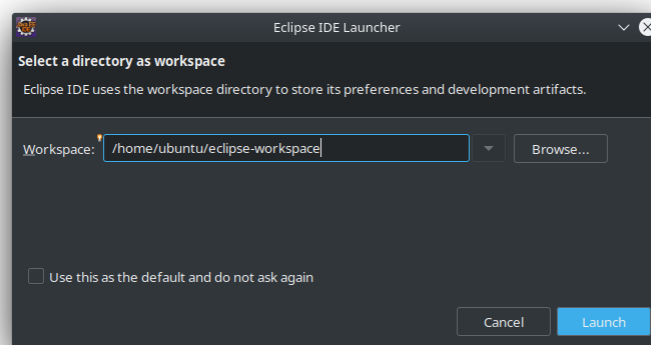 Eclipse IDE Launcher
Select a directory as workspace
Eclipse IDE uses the workspace directory to store its preferences and development artifacts.
Workspace: /home/ubuntu/eclipse-workspace Browse...
Use this as the default and do not ask again
Cancel Launch